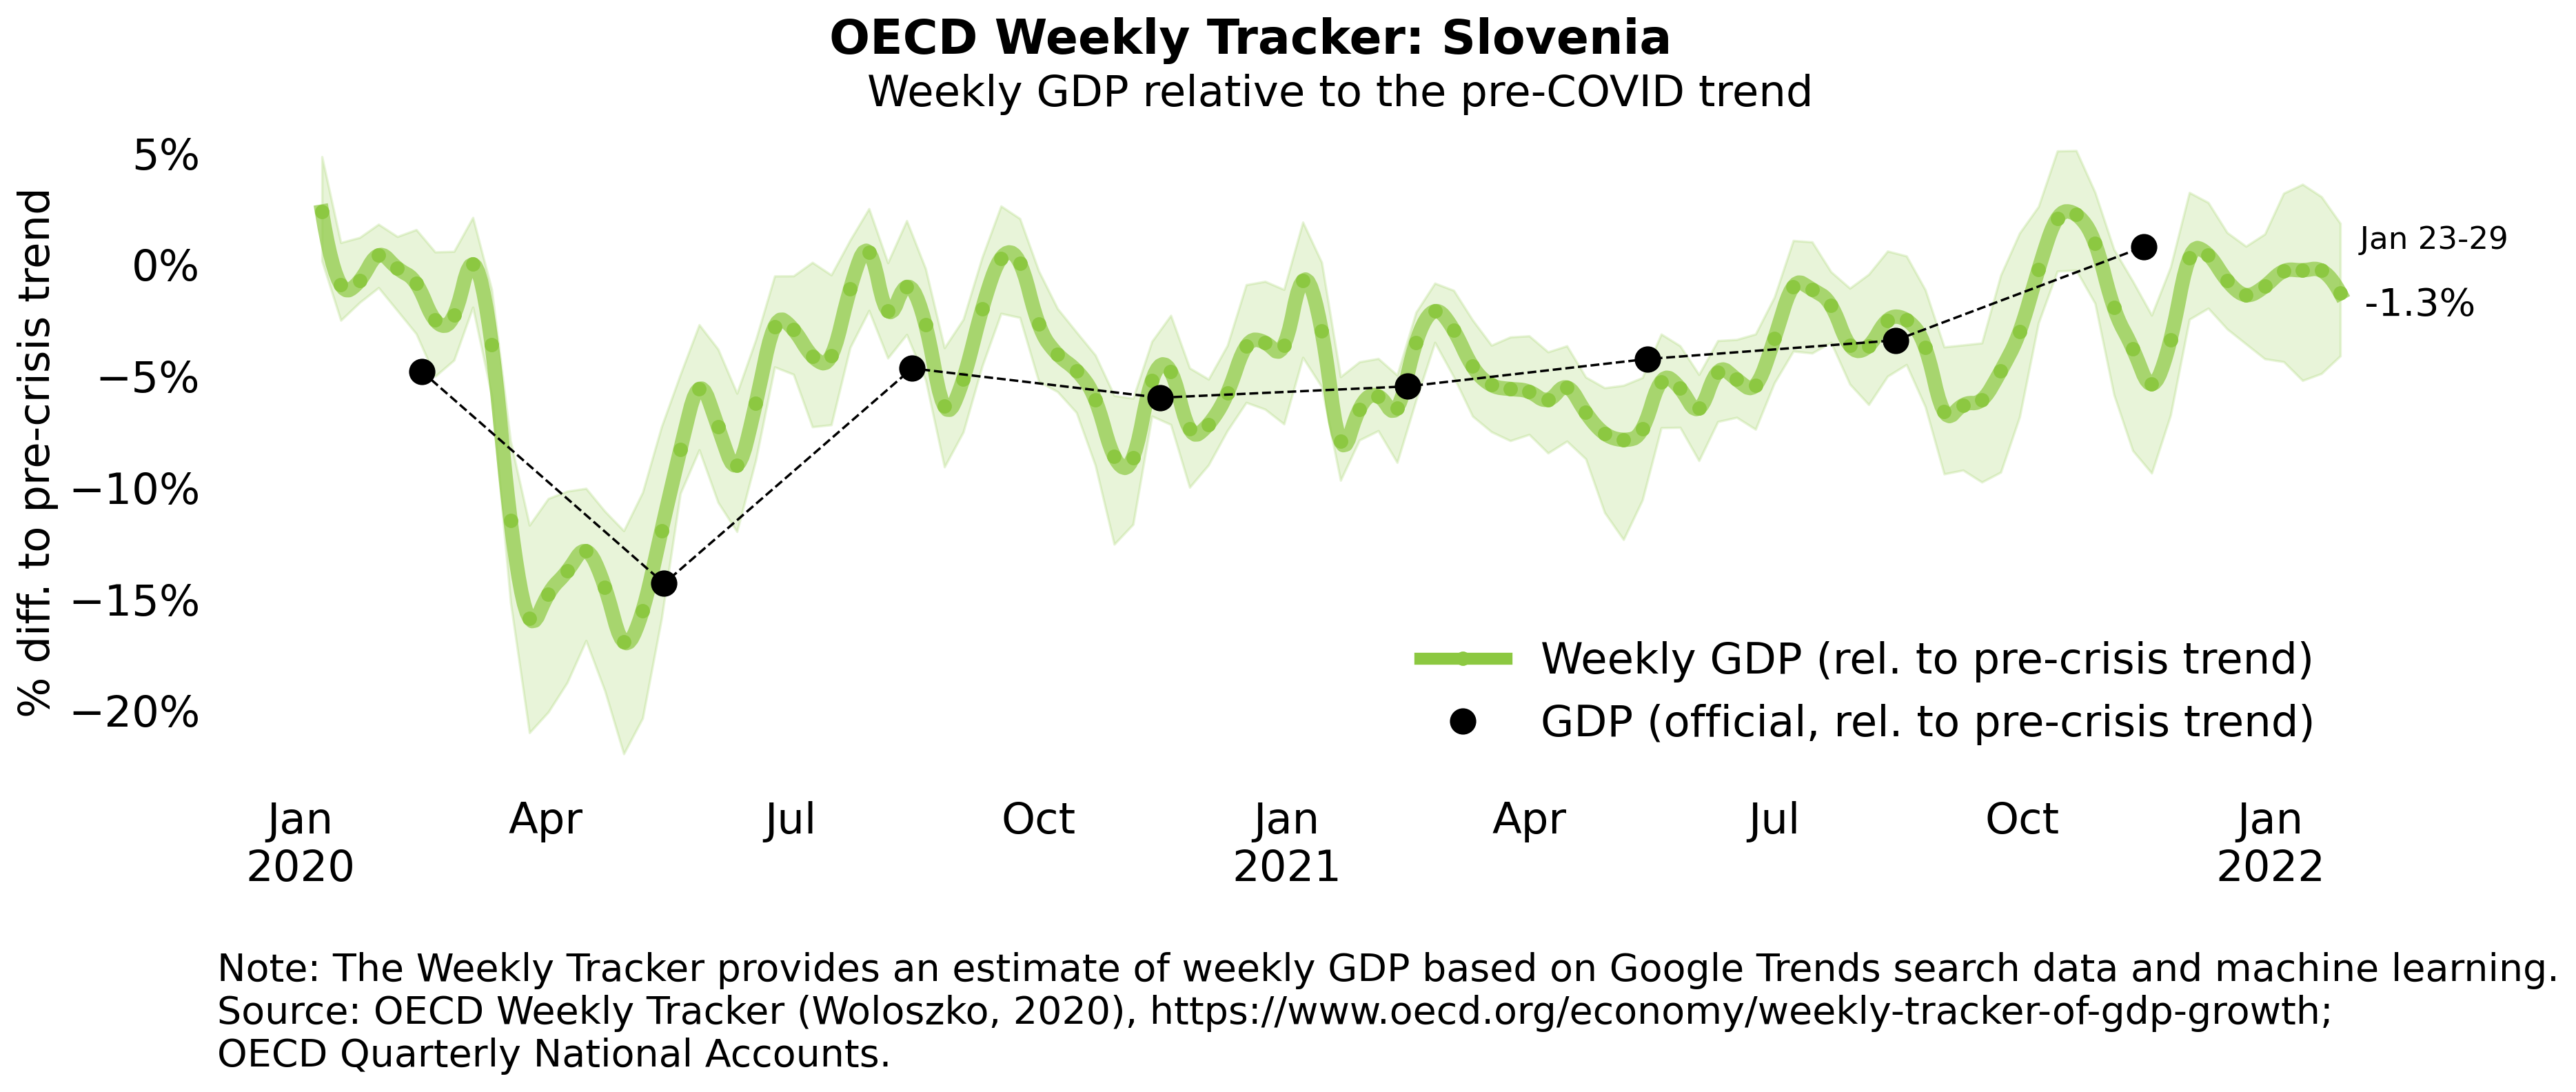 OECD Weekly Tracker: Slovenia
Weekly GDP relative to the pre-COVID trend
% diff. to pre-crisis trend
5%
0%
−5%
−10%
−15%
−20%
Jan 23-29
-1.3%
Weekly GDP (rel. to pre-crisis trend)
GDP (official, rel. to pre-crisis trend)
Jan Apr Jul Oct Jan Apr Jul Oct Jan
2020 2021 2022
Note: The Weekly Tracker provides an estimate of weekly GDP based on Google Trends search data and machine learning.
Source: OECD Weekly Tracker (Woloszko, 2020), https://www.oecd.org/economy/weekly-tracker-of-gdp-growth;
OECD Quarterly National Accounts.